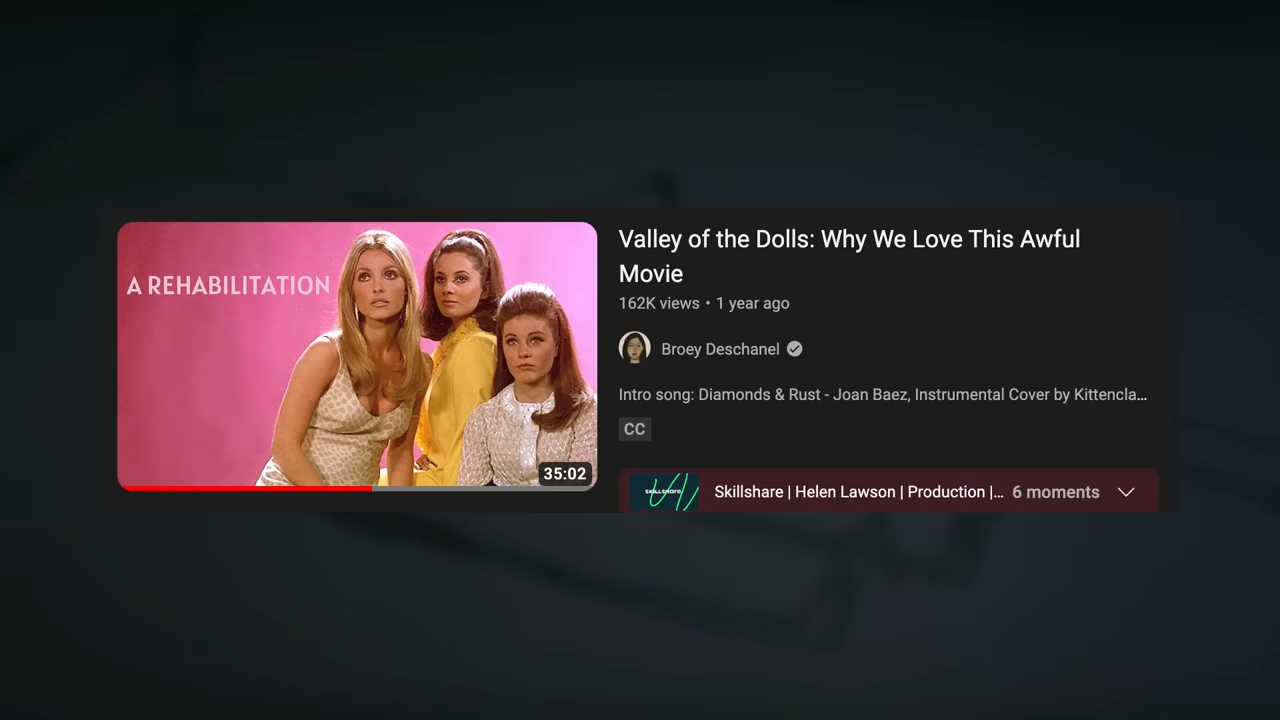 A REHABILITATION
35:02
Valley of the Dolls: Why We Love This Awful
Movie
162K views • 1 year ago
Broey Deschanel
Intro song: Diamonds & Rust - Joan Baez, Instrumental Cover by Kittencla...
CC
SKILLSHare
Skillshare | Helen Lawson | Production |... 6 moments